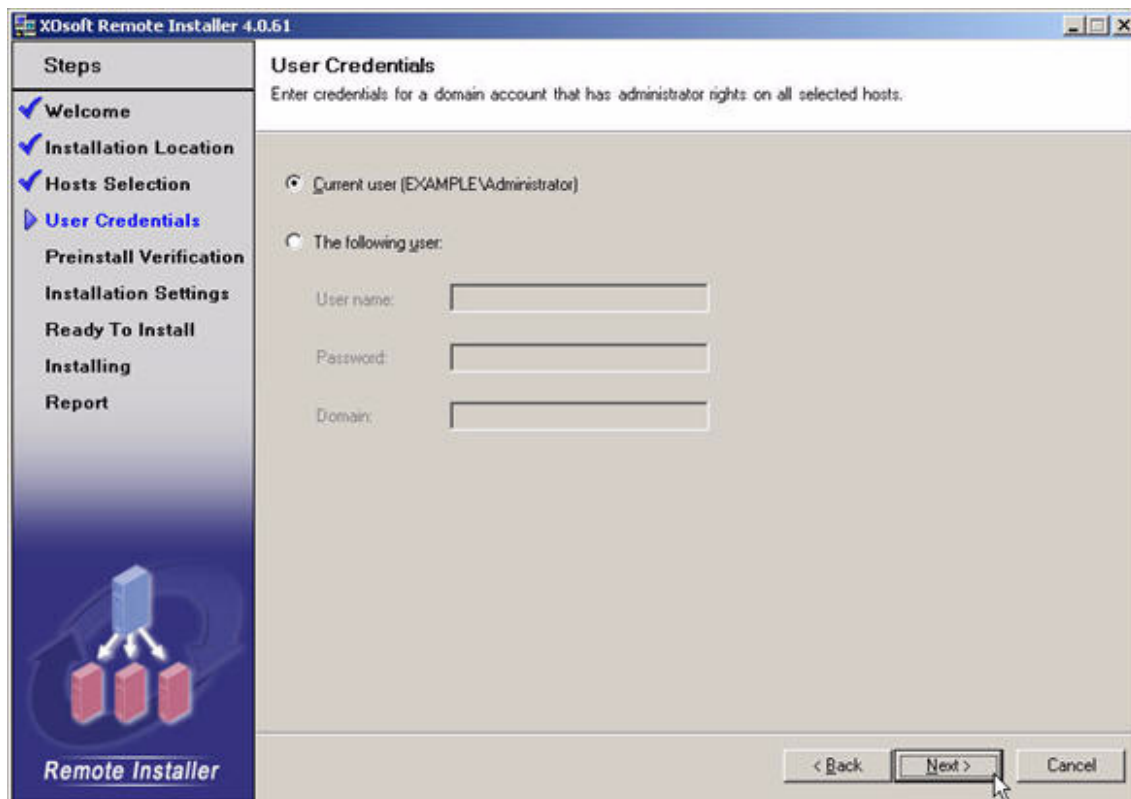 XOsoft Remote Installer 4.0.61
Steps
Welcome
Installation Location
Hosts Selection
User Credentials
Preinstall Verification
Installation Settings
Ready To Install
Installing
Report
Remote Installer
User Credentials
Enter credentials for a domain account that has administrator rights on all selected hosts.
Current user (EXAMPLE\Administrator)
The following user:
User name:
Password:
Domain:
< Back
Next >
Cancel